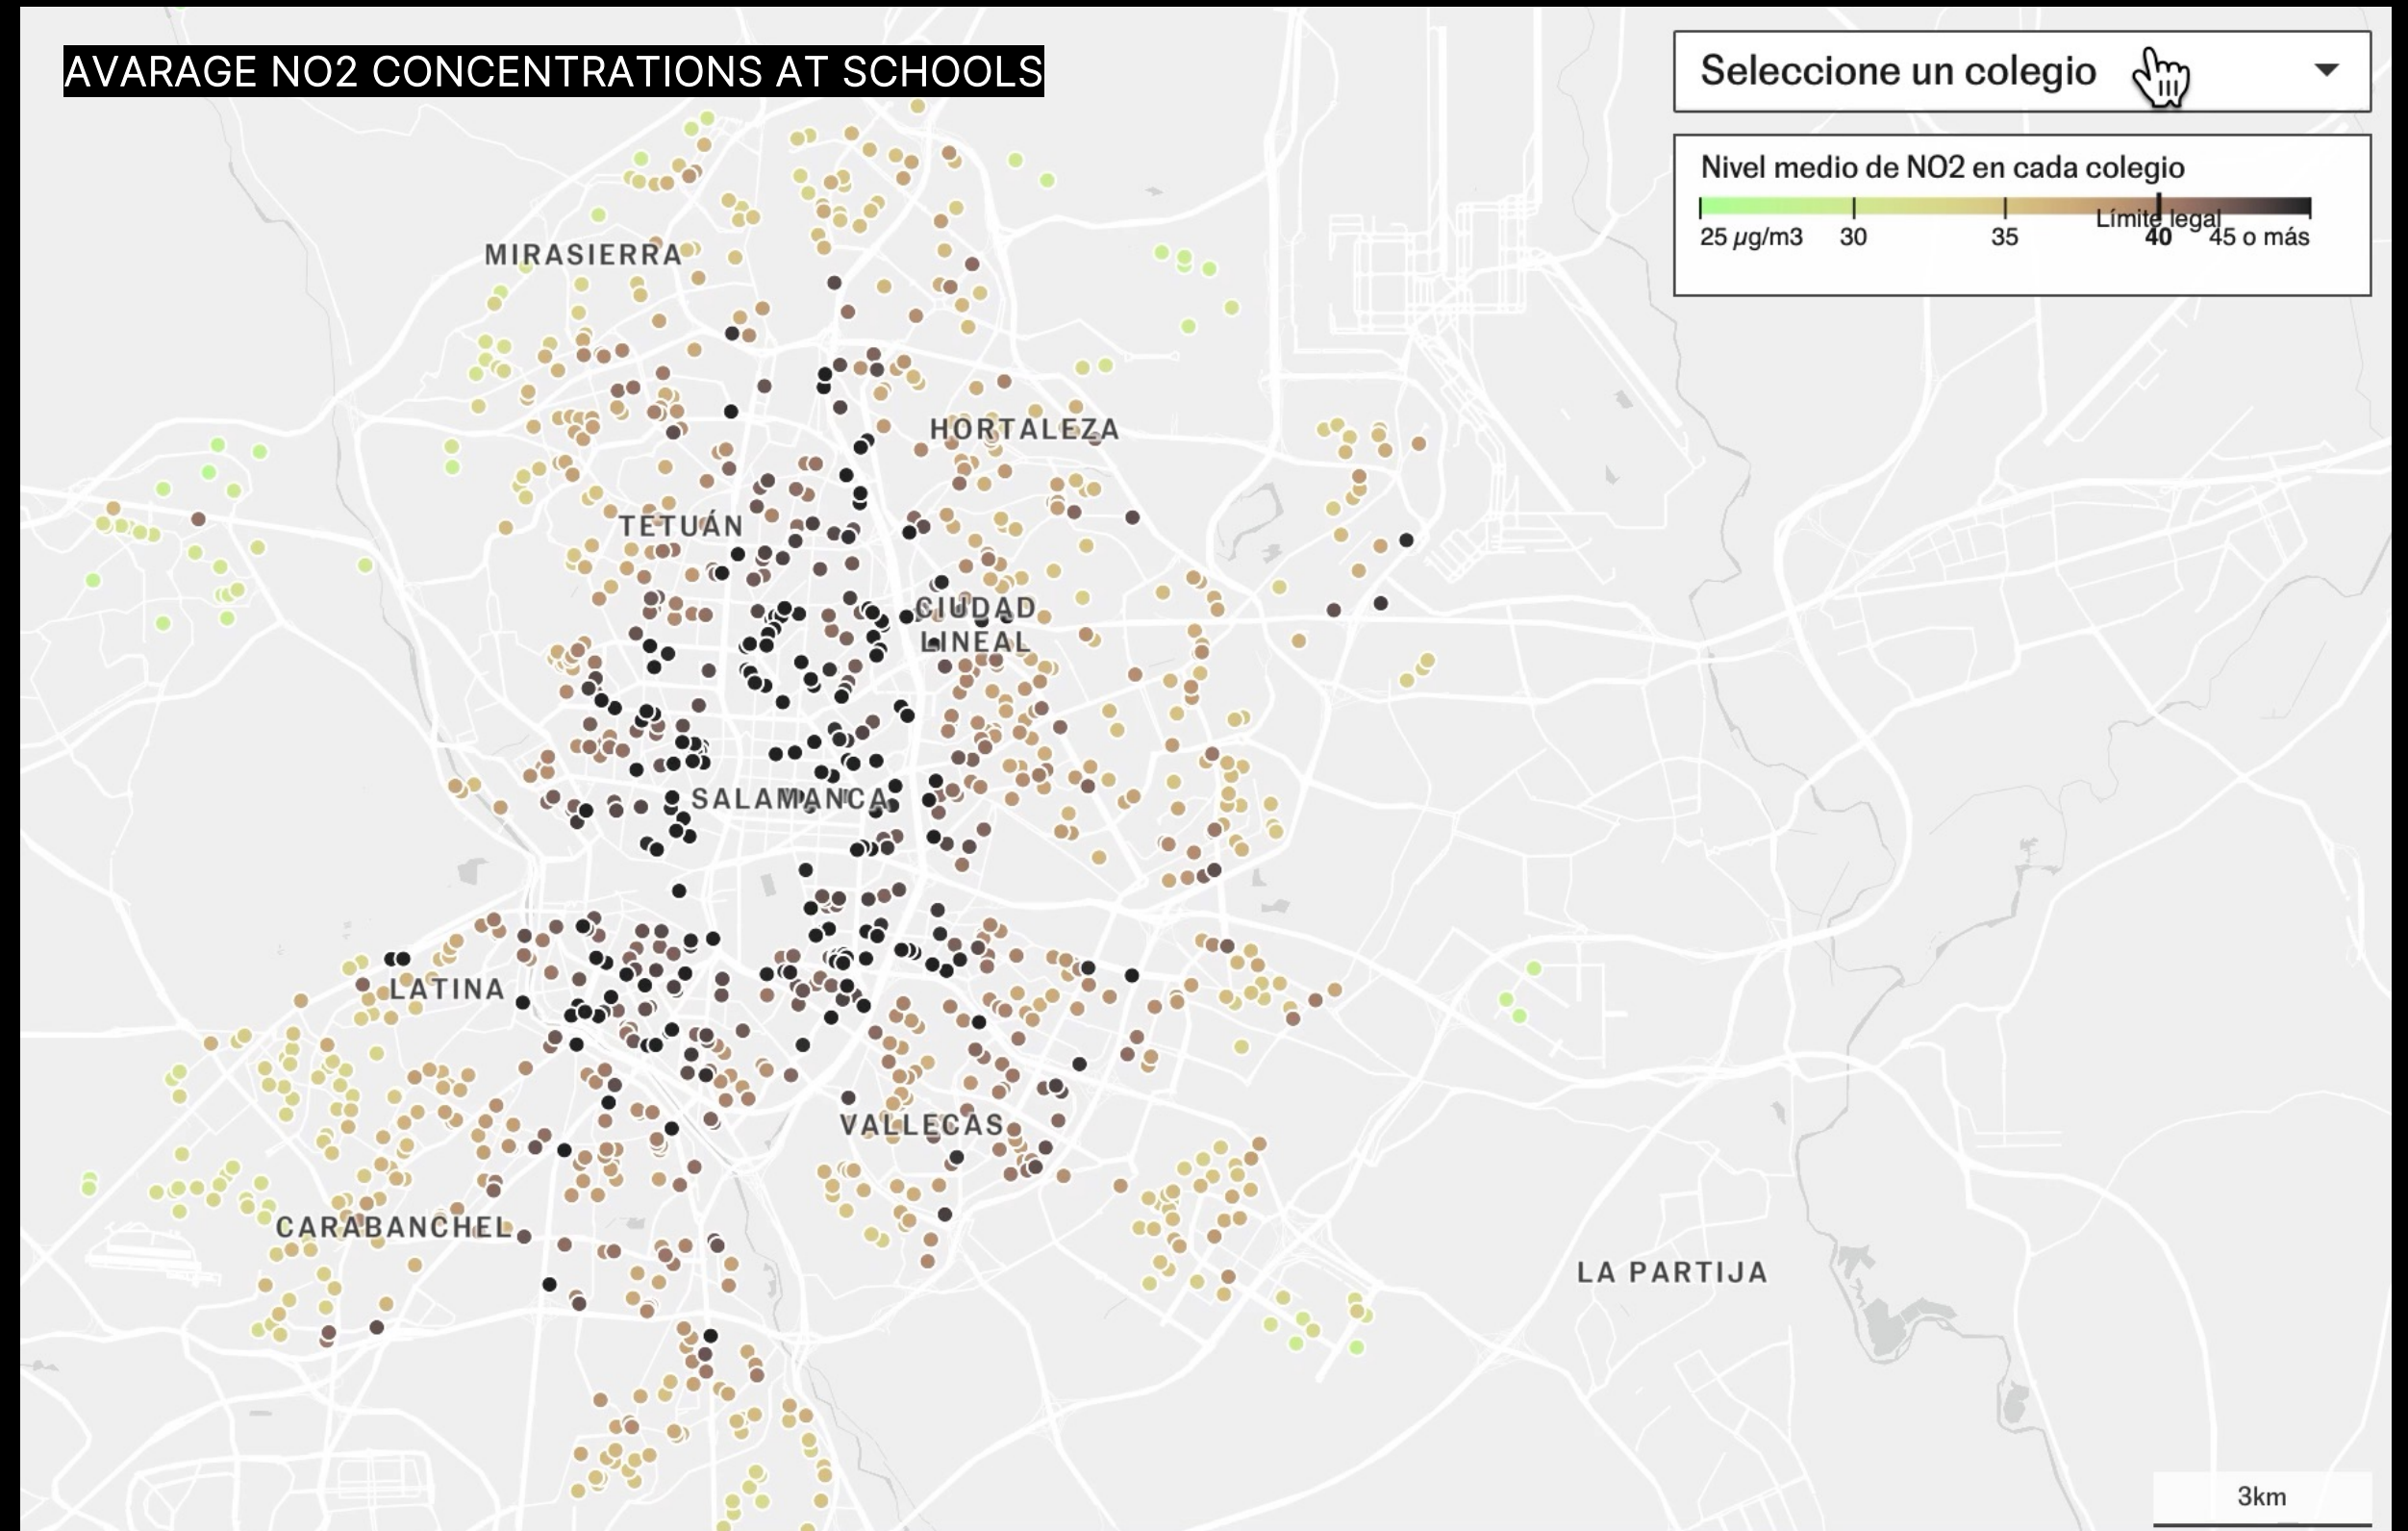 AVARAGE NO2 CONCENTRATIONS AT SCHOOLS
Seleccione un colegio
Nivel medio de NO2 en cada colegio
Límite legal
25 µg/m3 30 35 40 45 o más
MIRASIERRA
HORTALEZA
TETUÁN
CIUDAD
LINEAL
SALAMANCA
LATINA
VALLECAS
CARABANCHEL
LA PARTIJA
3km